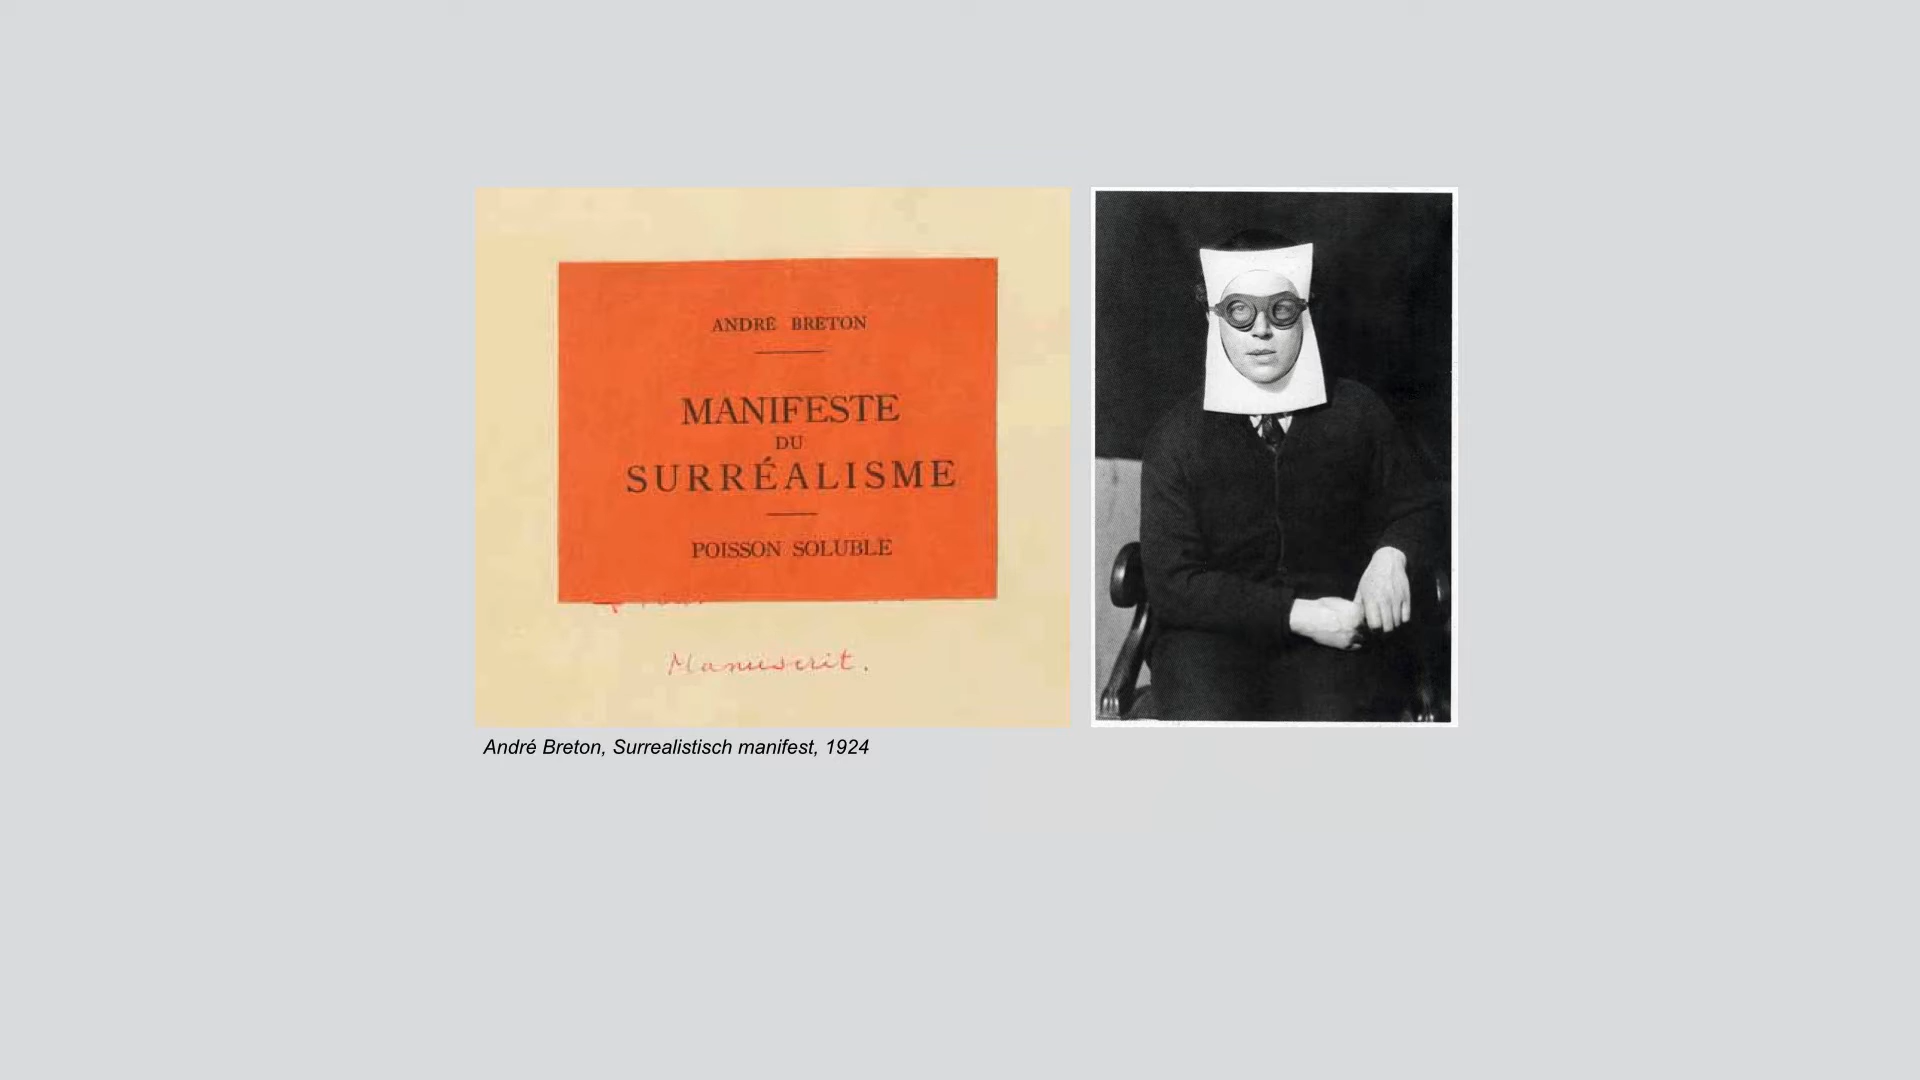 ANDRÉ BRETON
MANIFESTE
DU
SURRÉALISME
POISSON SOLUBLE
Manuscrit.
André Breton, Surrealistisch manifest, 1924